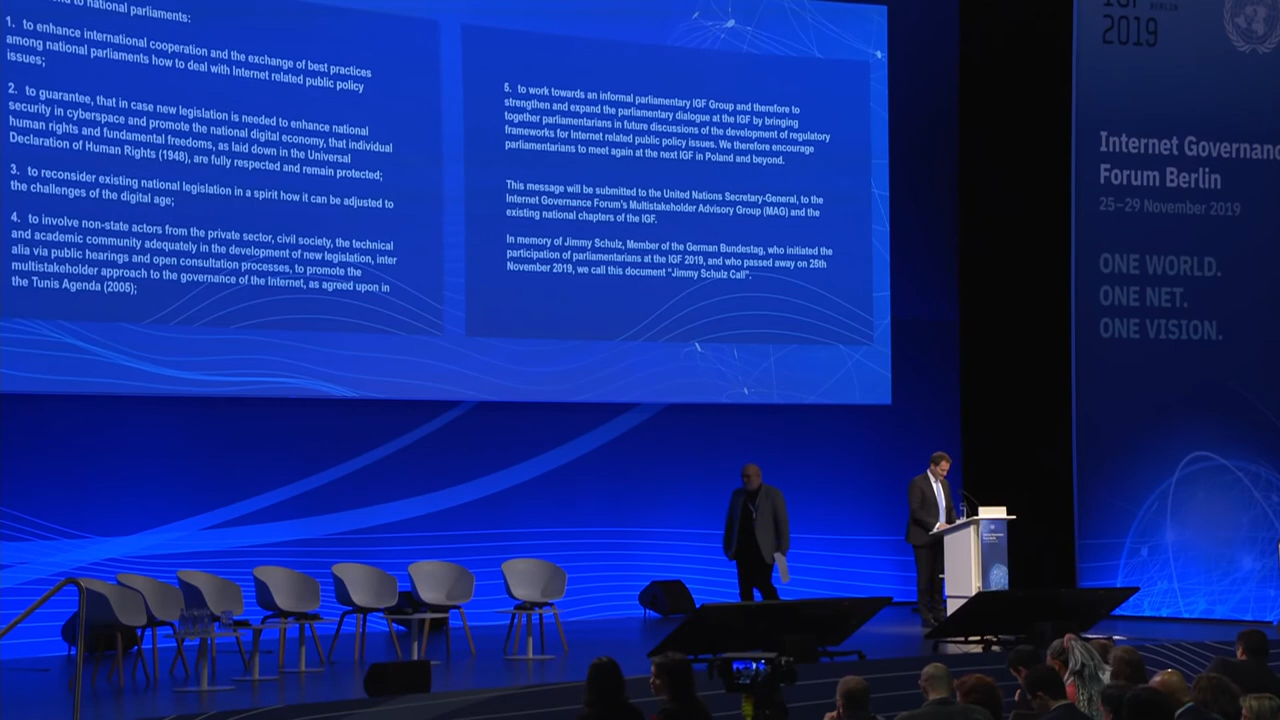 to national parliaments:
1. to enhance international cooperation and the exchange of best practices
among national parliaments how to deal with Internet related public policy
issues;
2. to guarantee, that in case new legislation is needed to enhance national
security in cyberspace and promote the national digital economy, that individual
human rights and fundamental freedoms, as laid down in the Universal
Declaration of Human Rights (1948), are fully respected and remain protected;
3. to reconsider existing national legislation in a spirit how it can be adjusted to
the challenges of the digital age;
4. to involve non-state actors from the private sector, civil society, the technical
and academic community adequately in the development of new legislation, inter
alia via public hearings and open consultation processes, to promote the
multistakeholder approach to the governance of the Internet, as agreed upon in
the Tunis Agenda (2005);
5. to work towards an informal parliamentary IGF Group and therefore to
strengthen and expand the parliamentary dialogue at the IGF by bringing
together parliamentarians in future discussions of the development of regulatory
frameworks for Internet related public policy issues. We therefore encourage
parliamentarians to meet again at the next IGF in Poland and beyond.
This message will be submitted to the United Nations Secretary-General, to the
Internet Governance Forum's Multistakeholder Advisory Group (MAG) and the
existing national chapters of the IGF.
In memory of Jimmy Schulz, Member of the German Bundestag, who initiated the
participation of parliamentarians at the IGF 2019, and who passed away on 25th
November 2019, we call this document "Jimmy Schulz Call".
IGF BERLIN
2019
Internet Governanc
Forum Berlin
25–29 November 2019
ONE WORLD.
ONE NET.
ONE VISION.